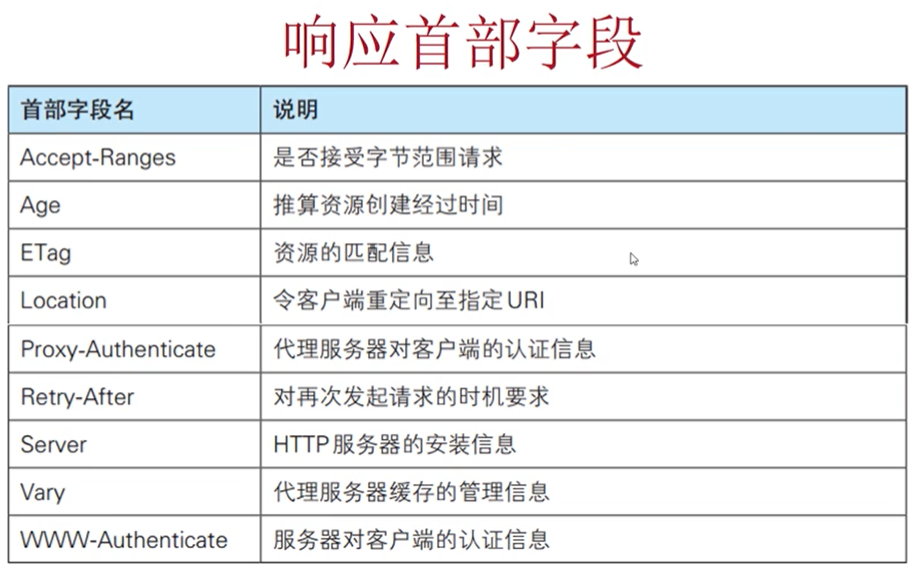 响应首部字段
首部字段名 说明
Accept-Ranges 是否接受字节范围请求
Age 推算资源创建经过时间
ETag 资源的匹配信息
Location 令客户端重定向至指定URI
Proxy-Authenticate 代理服务器对客户端的认证信息
Retry-After 对再次发起请求的时机要求
Server HTTP服务器的安装信息
Vary 代理服务器缓存的管理信息
WWW-Authenticate 服务器对客户端的认证信息